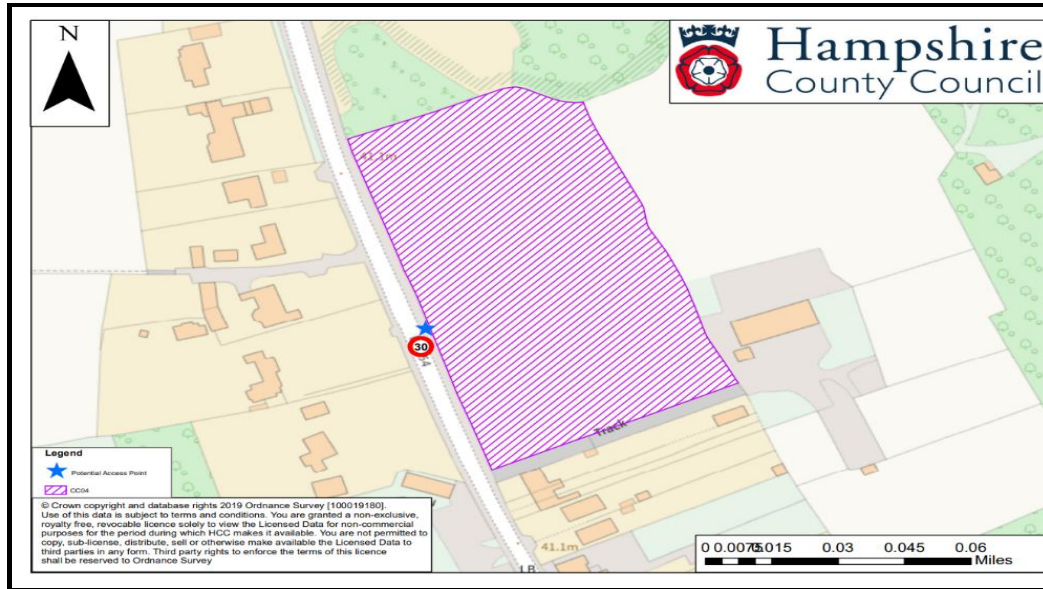 N
Hampshire
County Council
41.1m
30
Track
Legend
Potential Access Point
CC04
© Crown copyright and database rights 2019 Ordnance Survey [100019180].
Use of this data is subject to terms and conditions. You are granted a non-exclusive,
royalty free, revocable licence solely to view the Licensed Data for non-commercial
purposes for the period during which HCC makes it available. You are not permitted to
copy, sub-license, distribute, sell or otherwise make available the Licensed Data to
third parties in any form. Third party rights to enforce the terms of this licence
shall be reserved to Ordnance Survey
41.1m
LB
0 0.0075 0.015 0.03 0.045 0.06
Miles